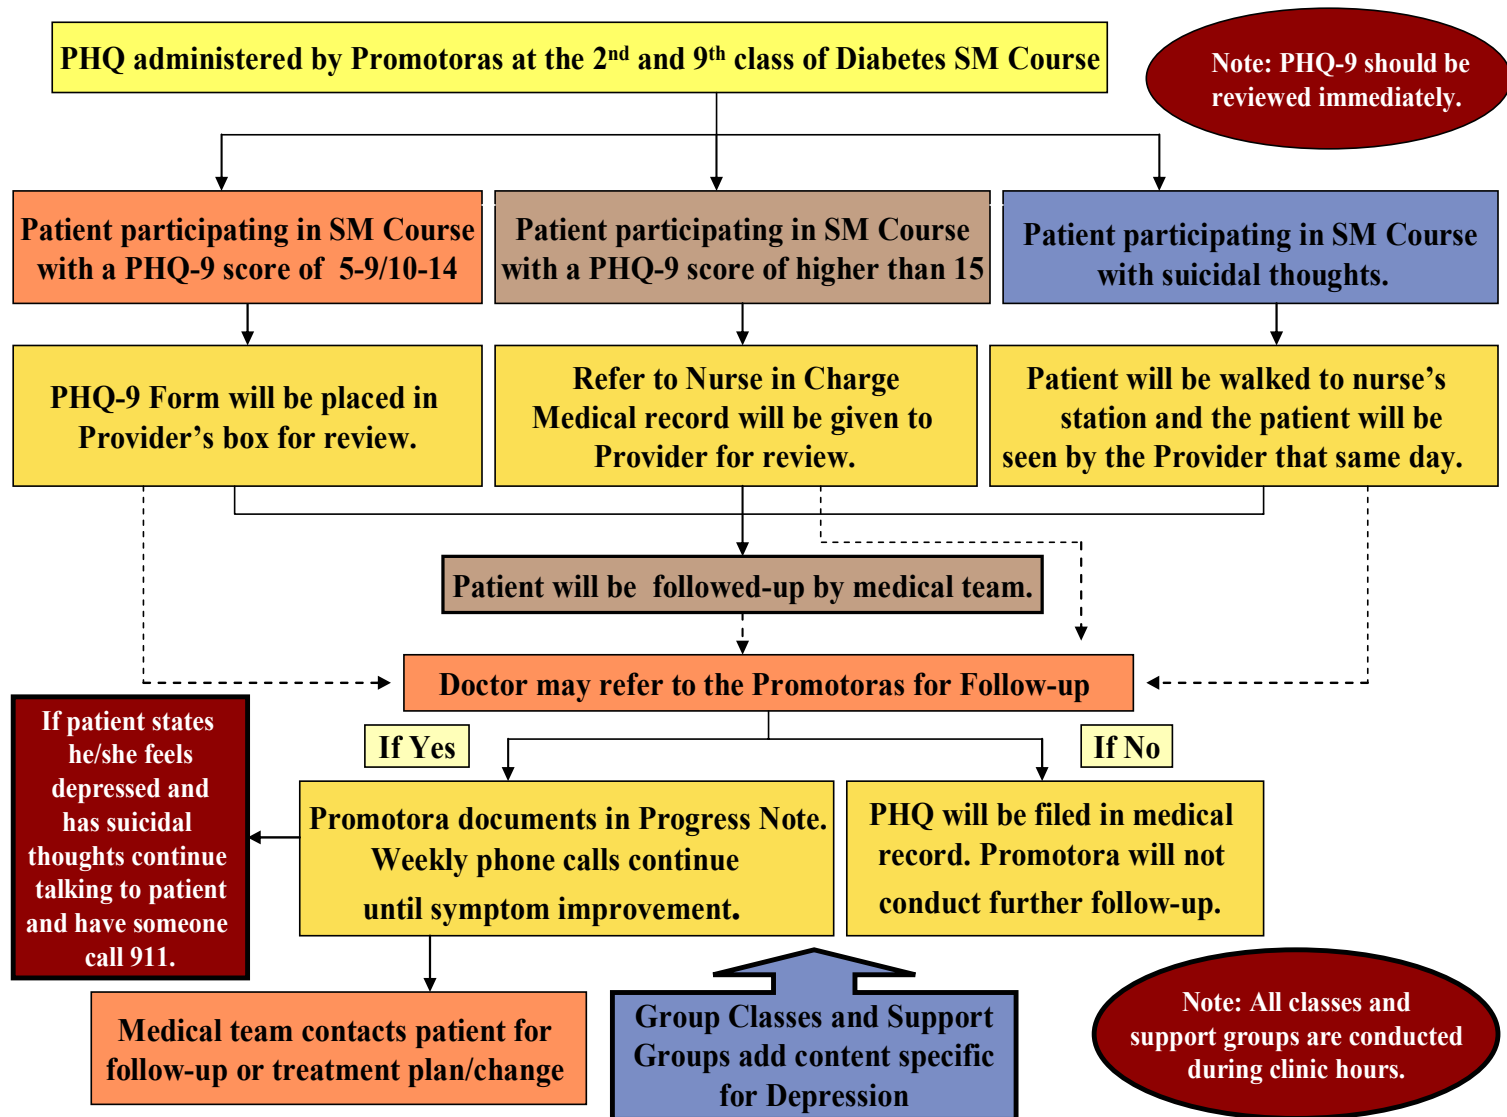 PHQ administered by Promotoras at the 2nd and 9th class of Diabetes SM Course
Note: PHQ-9 should be
reviewed immediately.
Patient participating in SM Course
with a PHQ-9 score of 5-9/10-14
Patient participating in SM Course
with a PHQ-9 score of higher than 15
Patient participating in SM Course
with suicidal thoughts.
PHQ-9 Form will be placed in
Provider’s box for review.
Refer to Nurse in Charge
Medical record will be given to
Provider for review.
Patient will be walked to nurse’s
station and the patient will be
seen by the Provider that same day.
Patient will be followed-up by medical team.
Doctor may refer to the Promotoras for Follow-up
If Yes
If No
If patient states
he/she feels
depressed and
has suicidal
thoughts continue
talking to patient
and have someone
call 911.
Promotora documents in Progress Note.
Weekly phone calls continue
until symptom improvement.
PHQ will be filed in medical
record. Promotora will not
conduct further follow-up.
Medical team contacts patient for
follow-up or treatment plan/change
Group Classes and Support
Groups add content specific
for Depression
Note: All classes and
support groups are conducted
during clinic hours.